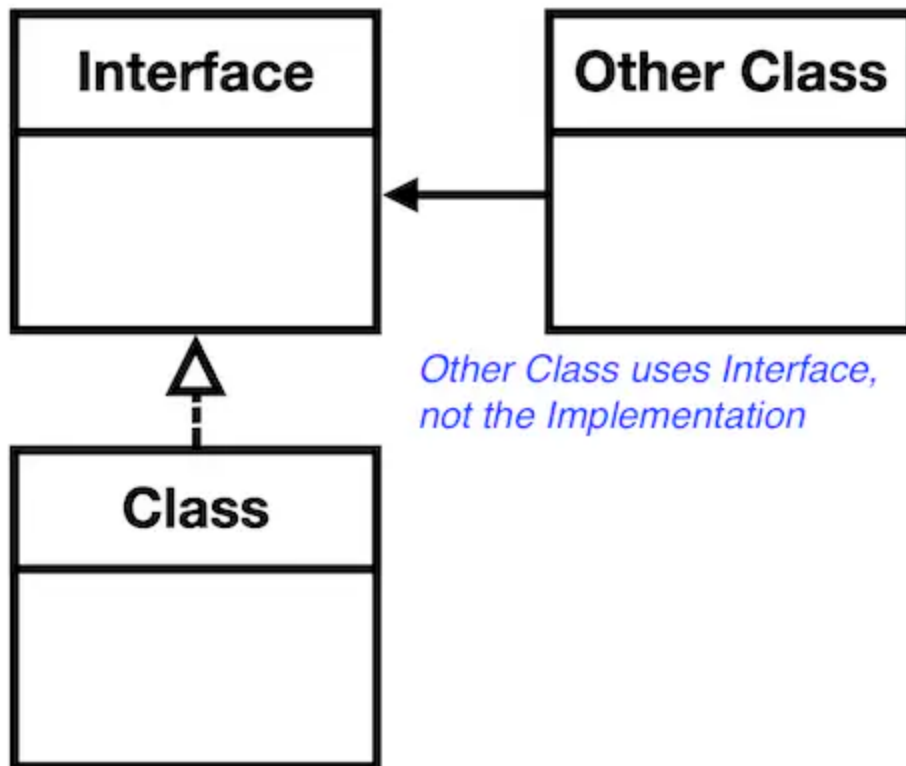 Interface
Other Class
Other Class uses Interface,
not the Implementation
Class